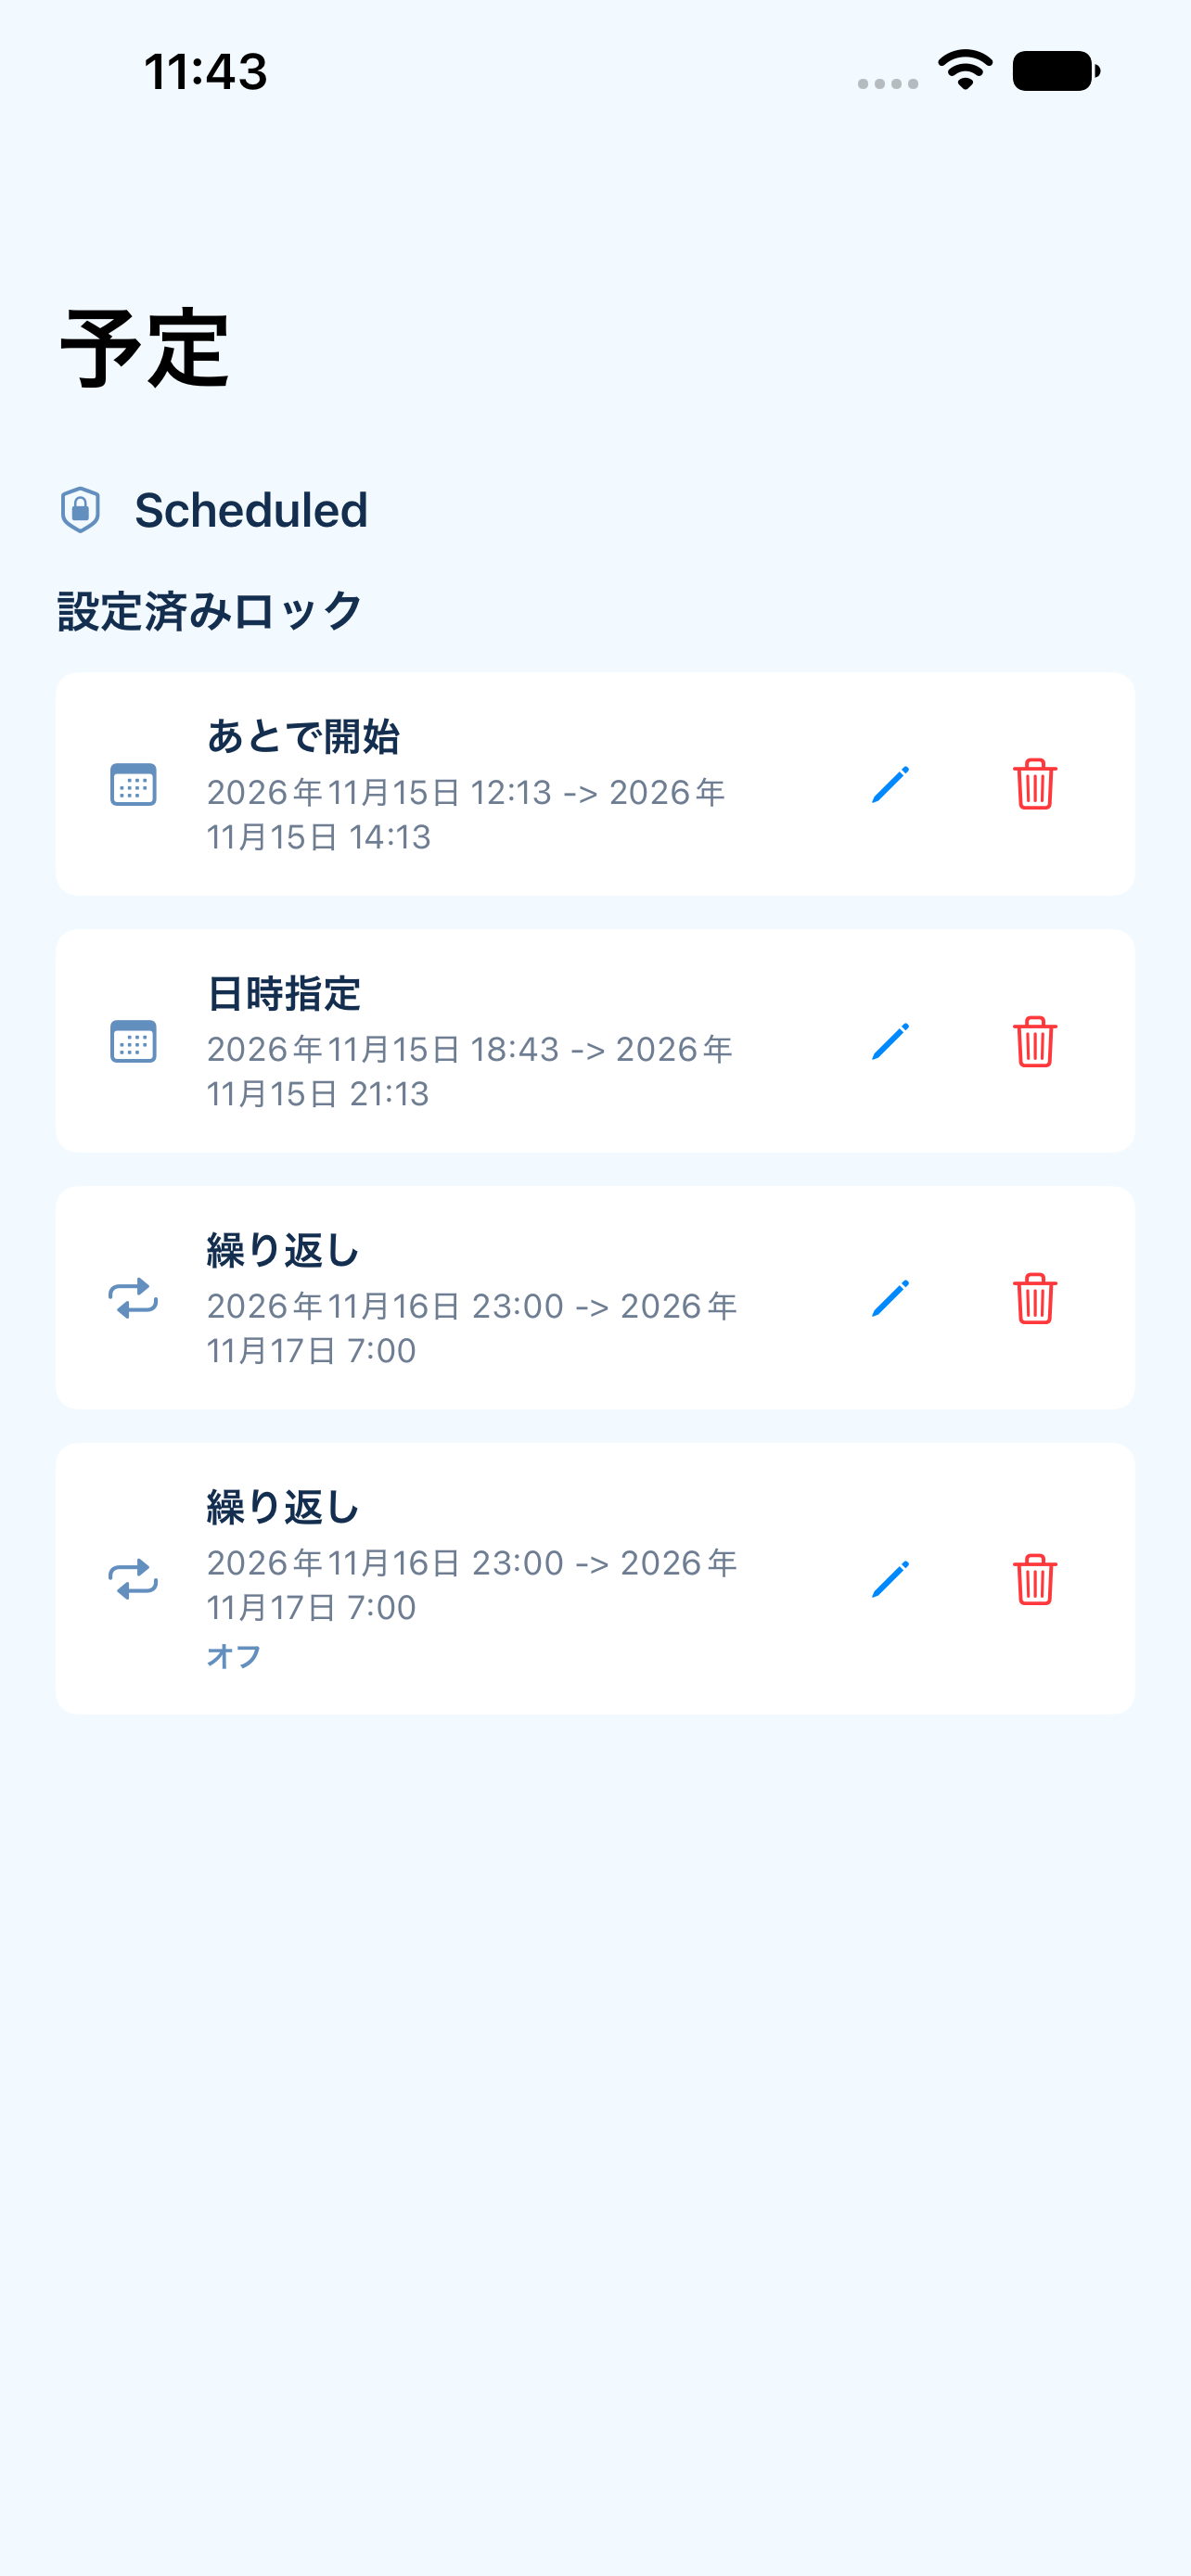 11:43
予定
Scheduled
設定済みロック
あとで開始
2026年11月15日 12:13 -> 2026年
11月15日 14:13
日時指定
2026年11月15日 18:43 -> 2026年
11月15日 21:13
繰り返し
2026年11月16日 23:00 -> 2026年
11月17日 7:00
繰り返し
2026年11月16日 23:00 -> 2026年
11月17日 7:00
オフ